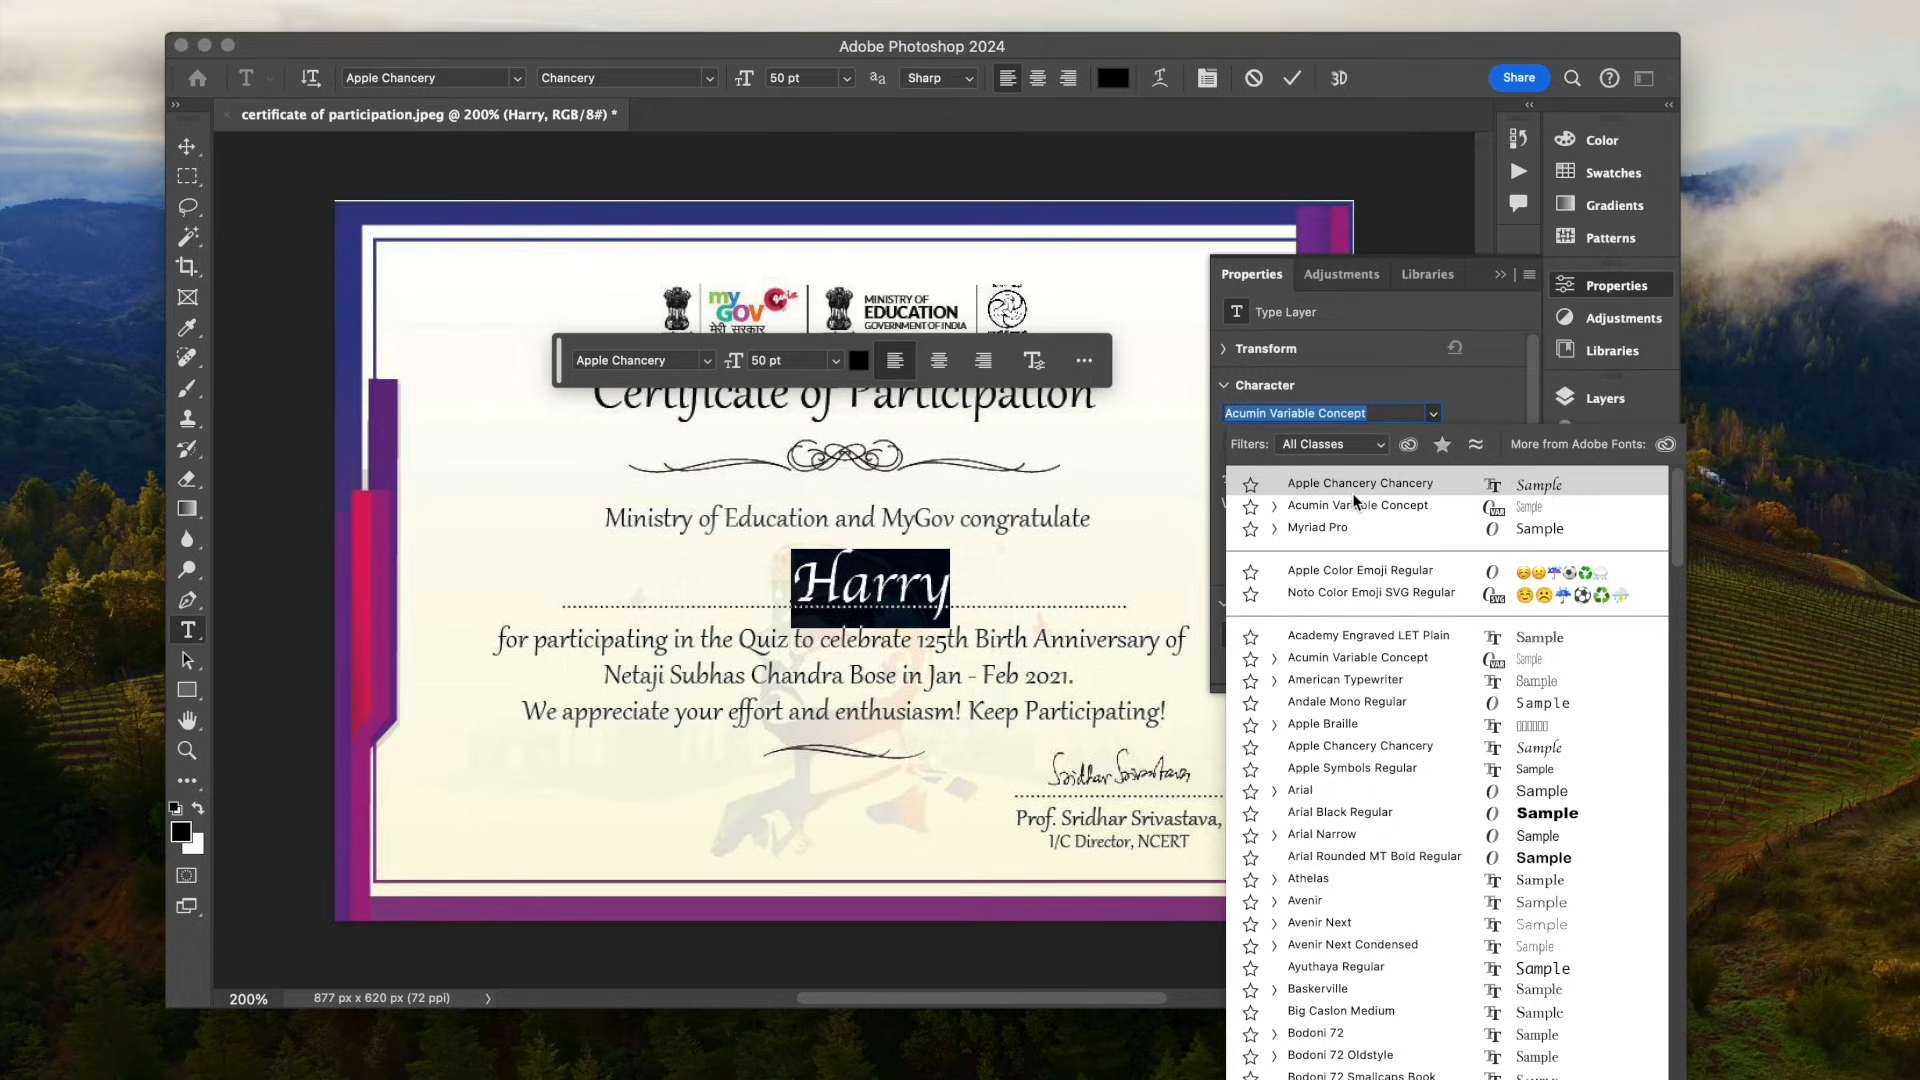 Adobe Photoshop 2024
Apple Chancery
Chancery
50 pt
Sharp
3D
Share
certificate of participation.jpeg @ 200% (Harry, RGB/8#) *
my GOV Quiz
मेरी सरकार
MINISTRY OF
EDUCATION
GOVERNMENT OF INDIA
Apple Chancery
50 pt
Certificate of Participation
Ministry of Education and MyGov congratulate
Harry
for participating in the Quiz to celebrate 125th Birth Anniversary of
Netaji Subhas Chandra Bose in Jan - Feb 2021.
We appreciate your effort and enthusiasm! Keep Participating!
Sridhar Srivastava
Prof. Sridhar Srivastava,
I/C Director, NCERT
200%
877 px x 620 px (72 ppi)
Properties
Adjustments
Libraries
Type Layer
Transform
Character
Acumin Variable Concept
Filters: All Classes
More from Adobe Fonts:
Apple Chancery Chancery Sample
Acumin Variable Concept Sample
Myriad Pro Sample
Apple Color Emoji Regular
Noto Color Emoji SVG Regular
Academy Engraved LET Plain Sample
Acumin Variable Concept Sample
American Typewriter Sample
Andale Mono Regular Sample
Apple Braille
Apple Chancery Chancery Sample
Apple Symbols Regular Sample
Arial Sample
Arial Black Regular Sample
Arial Narrow Sample
Arial Rounded MT Bold Regular Sample
Athelas Sample
Avenir Sample
Avenir Next Sample
Avenir Next Condensed Sample
Ayuthaya Regular Sample
Baskerville Sample
Big Caslon Medium Sample
Bodoni 72 Sample
Bodoni 72 Oldstyle Sample
Bodoni 72 Smallcaps Book Sample
Color
Swatches
Gradients
Patterns
Properties
Adjustments
Libraries
Layers